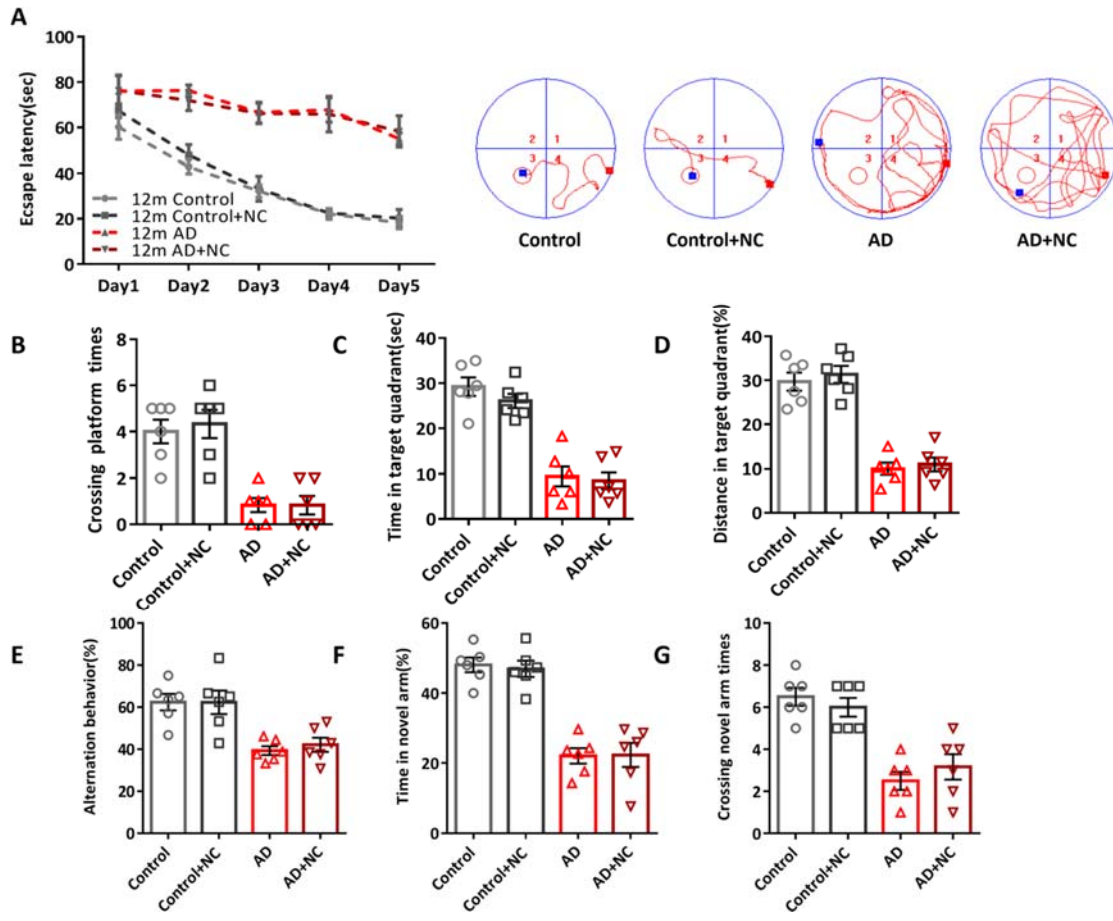 A
Ecsape latency(sec)
100
80
60
40
20
0
12m Control
12m Control+NC
12m AD
12m AD+NC
Day1 Day2 Day3 Day4 Day5
2 1
3 4
Control
2 1
3 4
Control+NC
2 1
3 4
AD
2 1
3 4
AD+NC
B
Crossing platform times
8
6
4
2
0
Control Control+NC AD AD+NC
C
Time in target quadrant(sec)
40
30
20
10
0
Control Control+NC AD AD+NC
D
Distance in target quadrant(%)
40
30
20
10
0
Control Control+NC AD AD+NC
E
Alternation behavior(%)
100
80
60
40
20
0
Control Control+NC AD AD+NC
F
Time in novel arm(%)
60
40
20
0
Control Control+NC AD AD+NC
G
Crossing novel arm times
10
8
6
4
2
0
Control Control+NC AD AD+NC